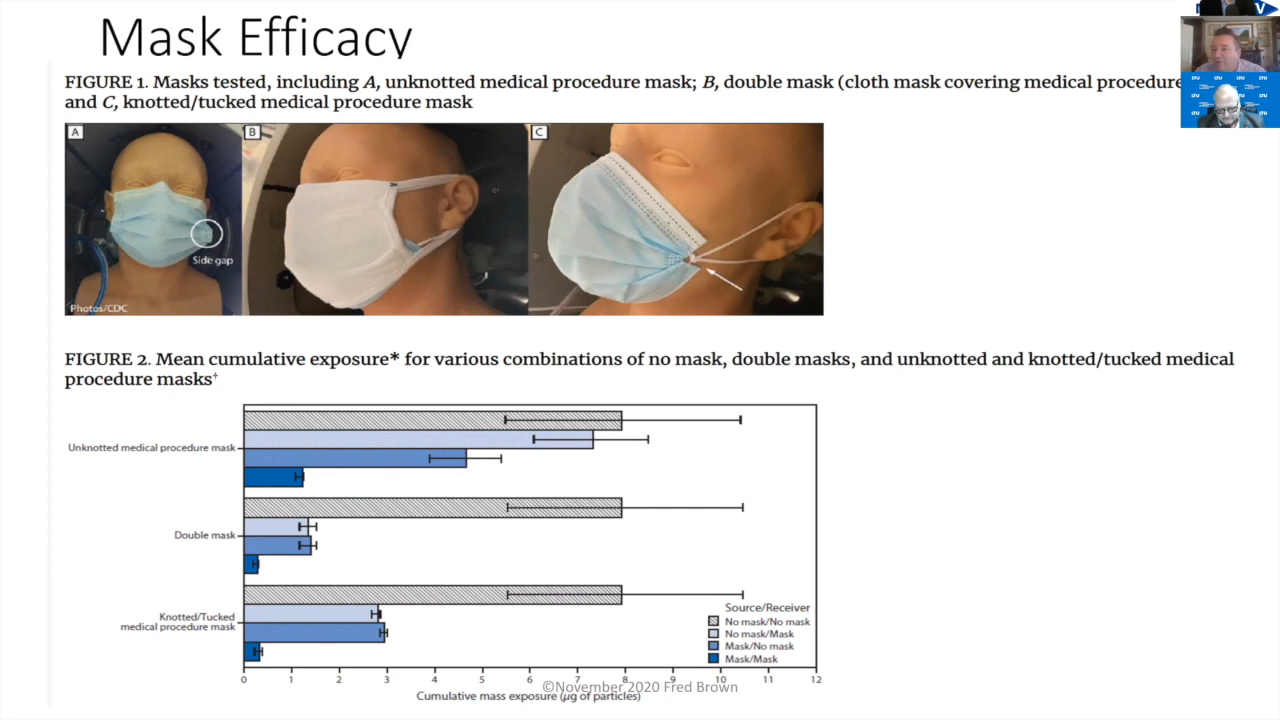 Mask Efficacy
FIGURE 1. Masks tested, including A, unknotted medical procedure mask; B, double mask (cloth mask covering medical procedure
and C, knotted/tucked medical procedure mask
A
B
C
Side gap
Photos/CDC
FIGURE 2. Mean cumulative exposure* for various combinations of no mask, double masks, and unknotted and knotted/tucked medical
procedure masks†
Unknotted medical procedure mask
Double mask
Knotted/Tucked
medical procedure mask
Source/Receiver
No mask/No mask
No mask/Mask
Mask/No mask
Mask/Mask
0 1 2 3 4 5 6 7 8 9 10 11 12
©November 2020 Fred Brown
Cumulative mass exposure (µg of particles)
V